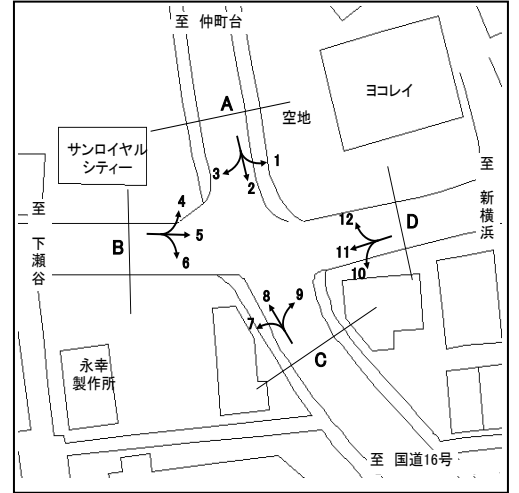 至 仲町台
A
空地
ヨコレイ
サンロイヤル
シティー
3
2
1
至
新横浜
至
下瀬谷
4
5
6
B
12
11
10
D
8
9
7
C
永幸
製作所
至 国道16号